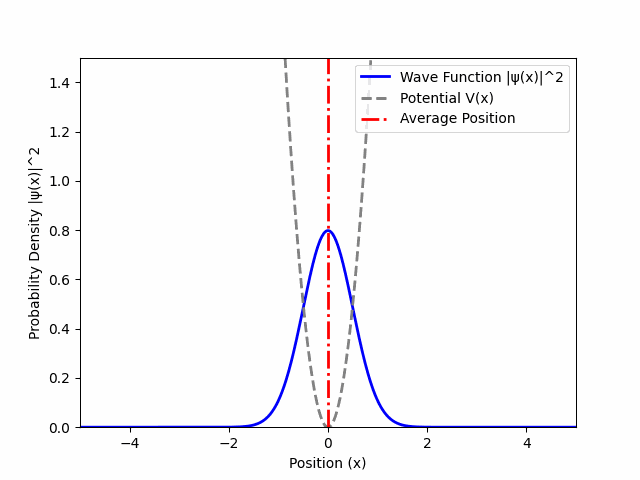 Wave Function |ψ(x)|^2
Potential V(x)
Average Position
Probability Density |ψ(x)|^2
1.4
1.2
1.0
0.8
0.6
0.4
0.2
0.0
−4 −2 0 2 4
Position (x)